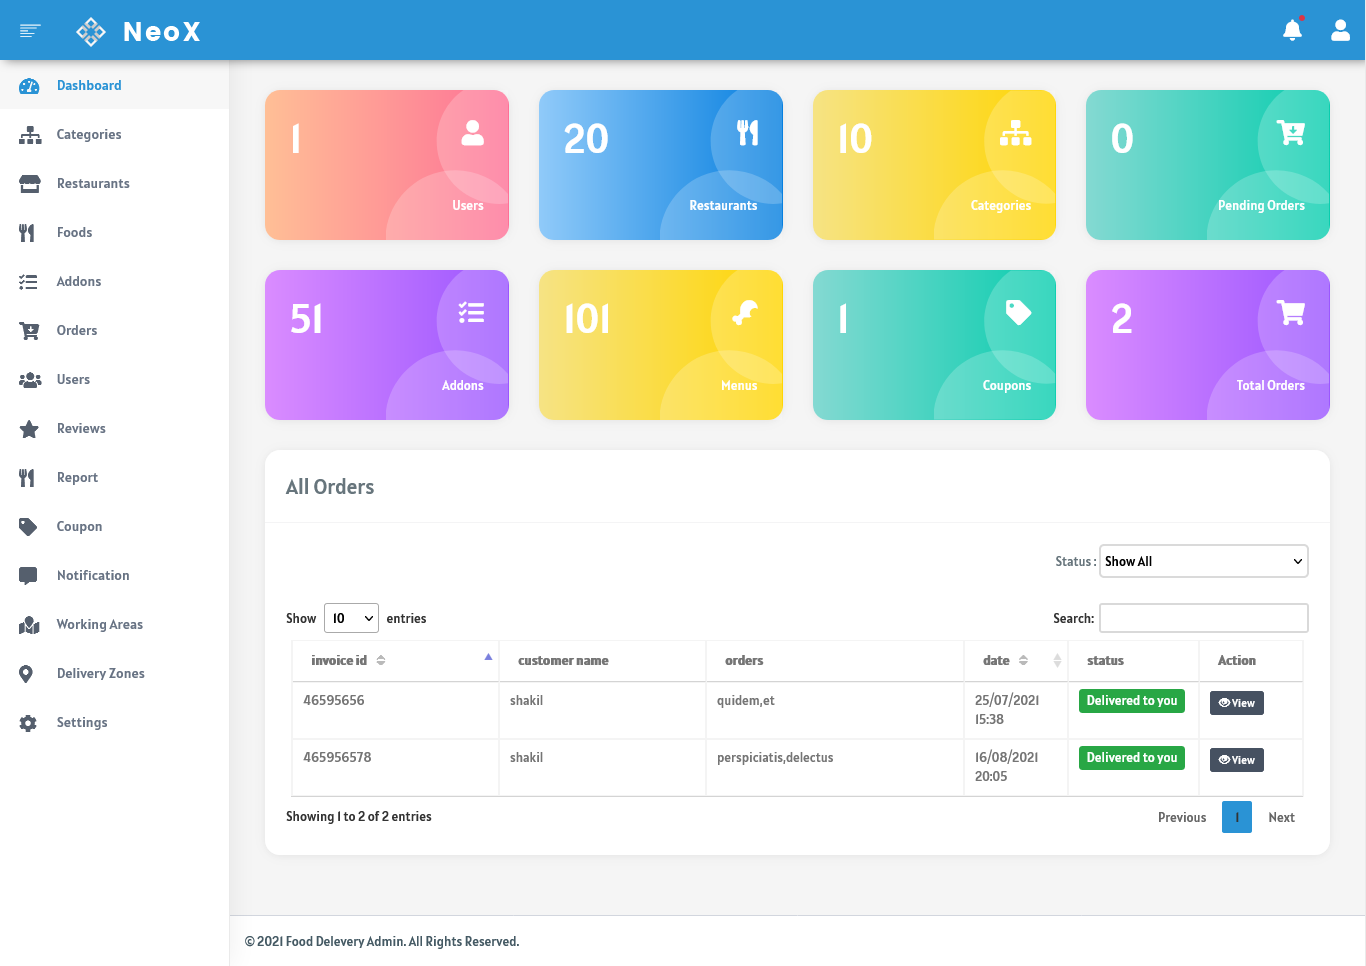 NeoX
Dashboard
Categories
Restaurants
Foods
Addons
Orders
Users
Reviews
Report
Coupon
Notification
Working Areas
Delivery Zones
Settings
1
Users
20
Restaurants
10
Categories
0
Pending Orders
51
Addons
101
Menus
1
Coupons
2
Total Orders
All Orders
Status : Show All
Show 10 entries Search:
invoice id customer name orders date status Action
46595656 shakil quidem,et 25/07/2021 Delivered to you View
15:38
465956578 shakil perspiciatis,delectus 16/08/2021 Delivered to you View
20:05
Showing 1 to 2 of 2 entries Previous 1 Next
© 2021 Food Delevery Admin. All Rights Reserved.